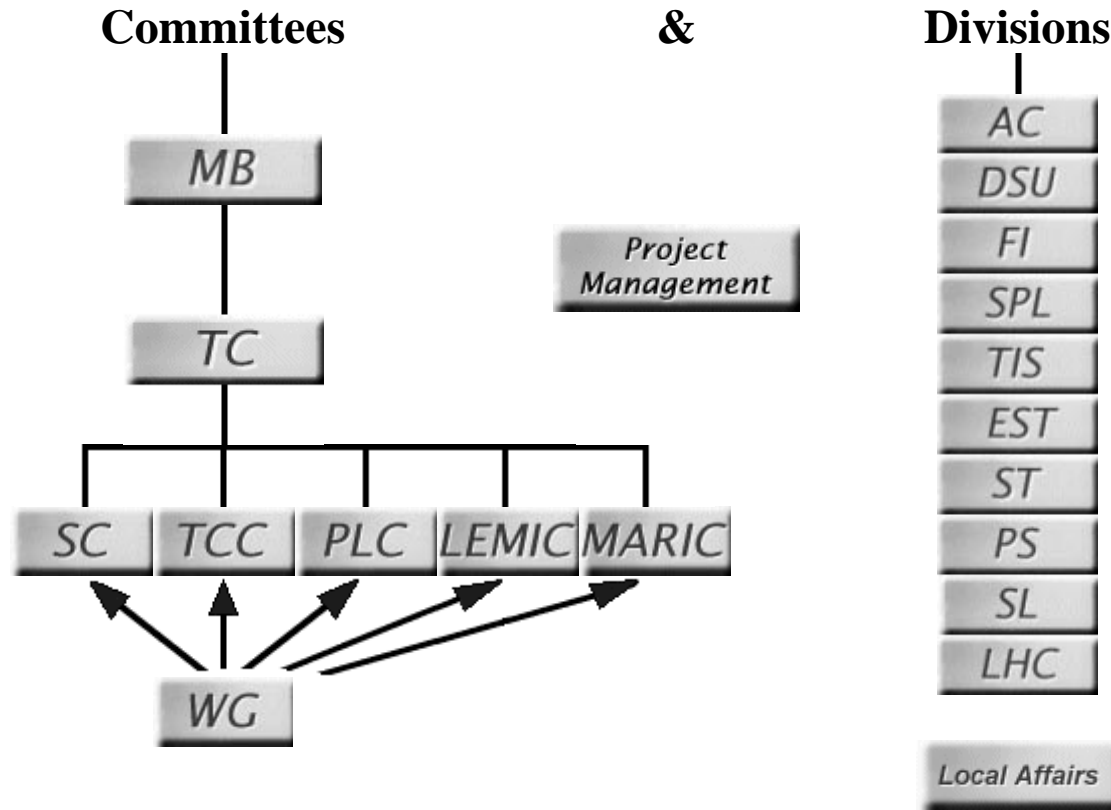 Committees & Divisions
MB
TC
SC TCC PLC LEMIC MARIC
WG
Project
Management
AC
DSU
FI
SPL
TIS
EST
ST
PS
SL
LHC
Local Affairs